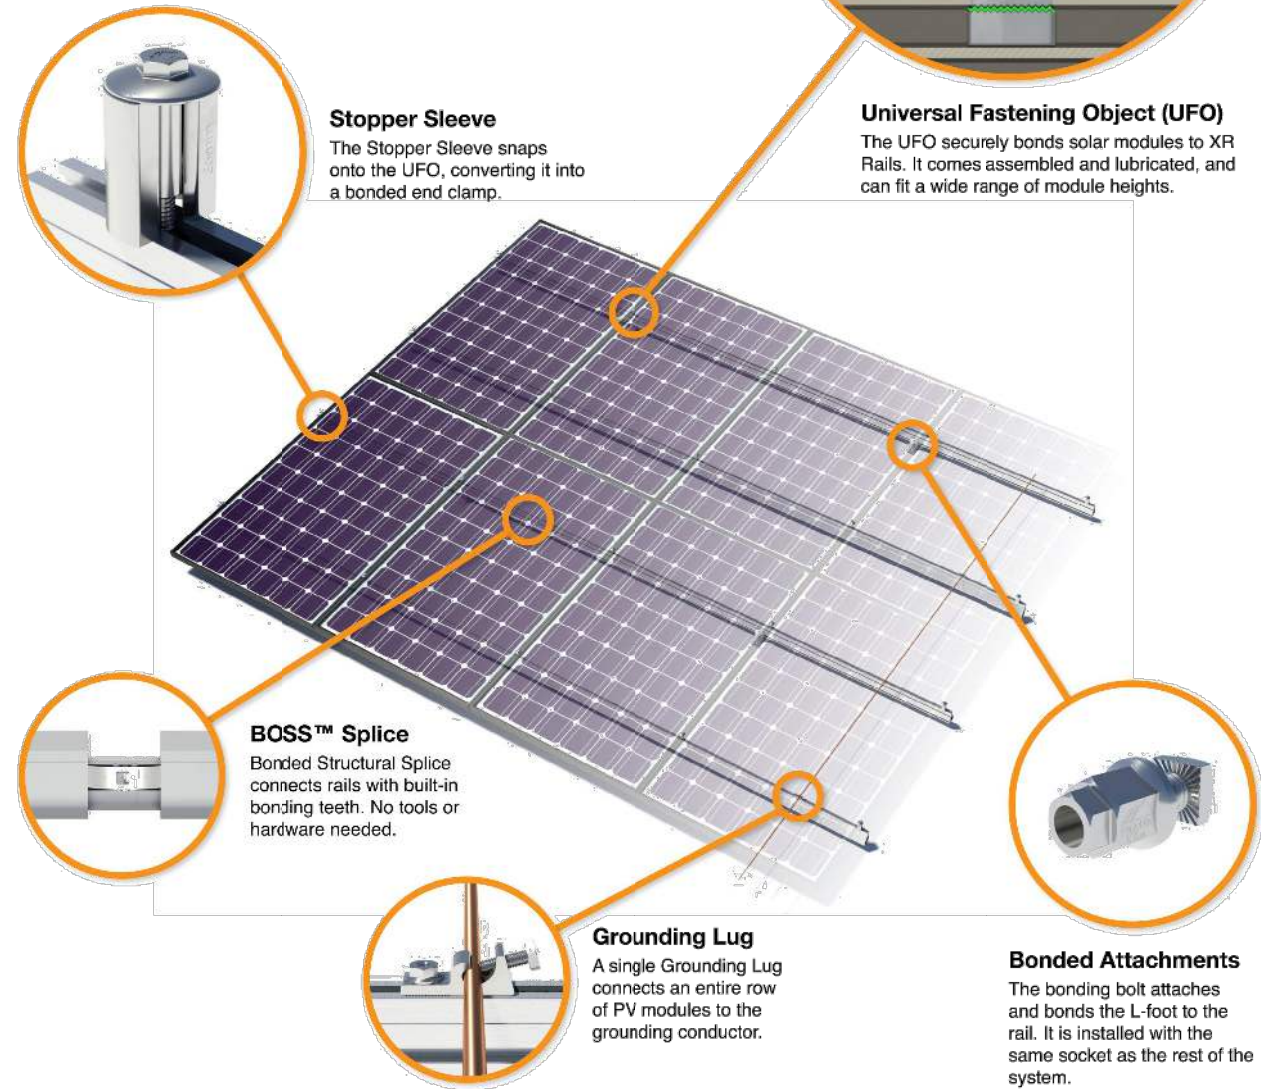 Stopper Sleeve
The Stopper Sleeve snaps
onto the UFO, converting it into
a bonded end clamp.
Universal Fastening Object (UFO)
The UFO securely bonds solar modules to XR
Rails. It comes assembled and lubricated, and
can fit a wide range of module heights.
BOSS™ Splice
Bonded Structural Splice
connects rails with built-in
bonding teeth. No tools or
hardware needed.
Grounding Lug
A single Grounding Lug
connects an entire row
of PV modules to the
grounding conductor.
Bonded Attachments
The bonding bolt attaches
and bonds the L-foot to the
rail. It is installed with the
same socket as the rest of the
system.